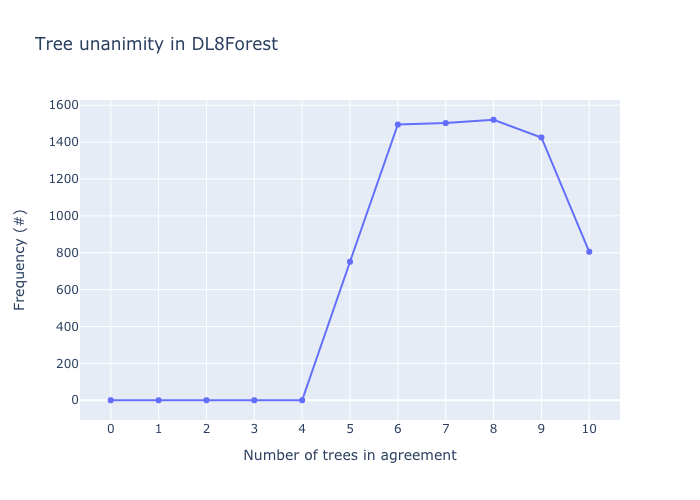 Tree unanimity in DL8Forest
1600
1400
1200
1000
800
600
400
200
0
Frequency (#)
0 1 2 3 4 5 6 7 8 9 10
Number of trees in agreement